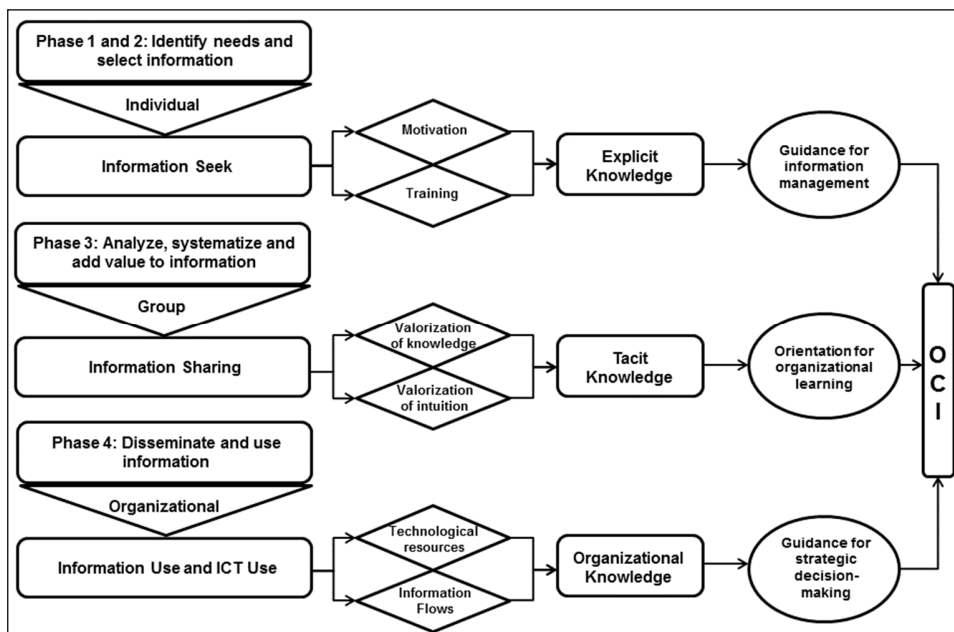 Phase 1 and 2: Identify needs and
select information
Individual
Information Seek
Motivation
Training
Explicit
Knowledge
Guidance for
information
management
Phase 3: Analyze, systematize and
add value to information
Group
Information Sharing
Valorization
of knowledge
Valorization
of intuition
Tacit
Knowledge
Orientation for
organizational
learning
Phase 4: Disseminate and use
information
Organizational
Information Use and ICT Use
Technological
resources
Information
Flows
Organizational
Knowledge
Guidance for
strategic
decision-
making
O
C
I